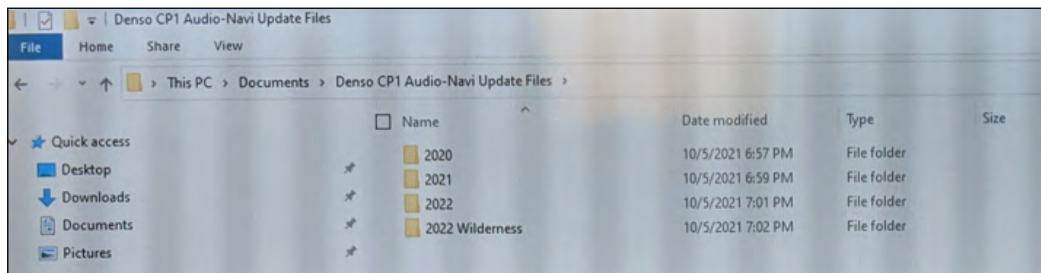 Denso CP1 Audio-Navi Update Files
File Home Share View
This PC > Documents > Denso CP1 Audio-Navi Update Files >
Name Date modified Type Size
Quick access
Desktop
Downloads
Documents
Pictures
2020 10/5/2021 6:57 PM File folder
2021 10/5/2021 6:59 PM File folder
2022 10/5/2021 7:01 PM File folder
2022 Wilderness 10/5/2021 7:02 PM File folder